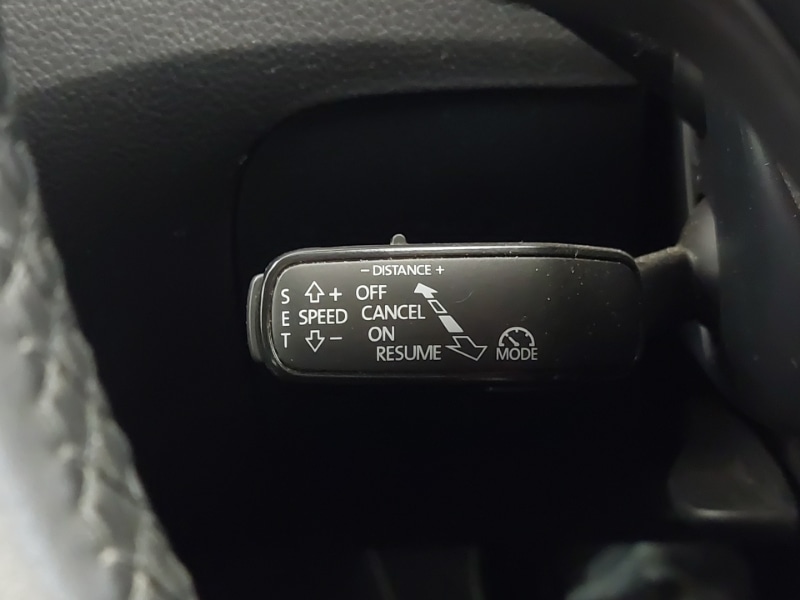 − DISTANCE +
S + OFF
E SPEED CANCEL
T − ON
RESUME MODE